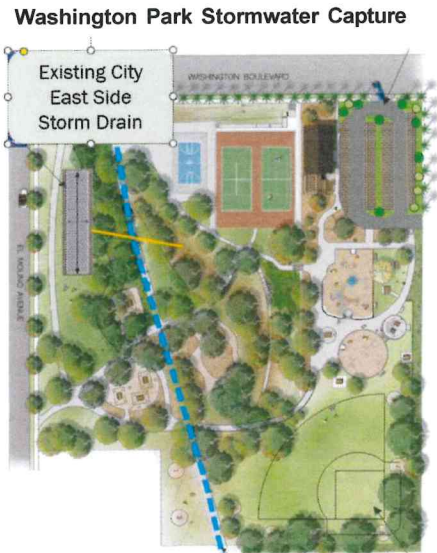 Washington Park Stormwater Capture
Existing City
East Side
Storm Drain
WASHINGTON BOULEVARD
EL MOLINO AVENUE